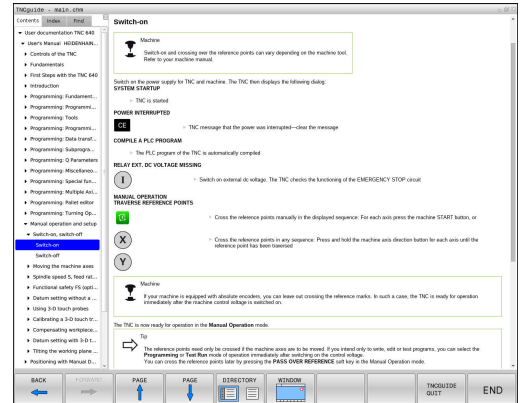 TNCguide - main.chm
Contents Index Find
User documentation TNC 640
User's Manual HEIDENHAIN...
Controls of the TNC
Fundamentals
First Steps with the TNC 640
Introduction
Programming: Fundament...
Programming: Programmi...
Programming: Tools
Programming: Programmi...
Programming: Data transf...
Programming: Subprogra...
Programming: Q Parameters
Programming: Miscellaneo...
Programming: Special fun...
Programming: Multiple Axi...
Programming: Pallet editor
Programming: Turning Op...
Manual operation and setup
Switch-on, switch-off
Switch-on
Switch-off
Moving the machine axes
Spindle speed S, feed rat...
Functional safety FS (opti...
Datum setting without a ...
Using 3-D touch probes
Calibrating a 3-D touch tr...
Compensating workpiece...
Datum setting with 3-D t...
Tilting the working plane ...
Positioning with Manual D...
Switch-on
Machine
Switch-on and crossing over the reference points can vary depending on the machine tool.
Refer to your machine manual.
Switch on the power supply for TNC and machine. The TNC then displays the following dialog:
SYSTEM STARTUP
TNC is started
POWER INTERRUPTED
CE
TNC message that the power was interrupted—clear the message
COMPILE A PLC PROGRAM
The PLC program of the TNC is automatically compiled
RELAY EXT. DC VOLTAGE MISSING
I
Switch on external dc voltage. The TNC checks the functioning of the EMERGENCY STOP circuit
MANUAL OPERATION
TRAVERSE REFERENCE POINTS
Cross the reference points manually in the displayed sequence: For each axis press the machine START button, or
X
Cross the reference points in any sequence: Press and hold the machine axis direction button for each axis until the
reference point has been traversed
Y
Machine
If your machine is equipped with absolute encoders, you can leave out crossing the reference marks. In such a case, the TNC is ready for operation
immediately after the machine control voltage is switched on.
The TNC is now ready for operation in the Manual Operation mode.
Tip
The reference points need only be crossed if the machine axes are to be moved. If you intend only to write, edit or test programs, you can select the
Programming or Test Run mode of operation immediately after switching on the control voltage.
You can cross the reference points later by pressing the PASS OVER REFERENCE soft key in the Manual Operation mode.
BACK FORWARD PAGE PAGE DIRECTORY WINDOW TNCGUIDE
QUIT END